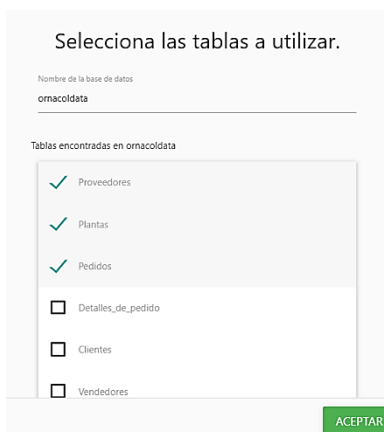 Selecciona las tablas a utilizar.
Nombre de la base de datos
ornacoldata
Tablas encontradas en ornacoldata
Proveedores
Plantas
Pedidos
Detalles_de_pedido
Clientes
Vendedores
ACEPTAR